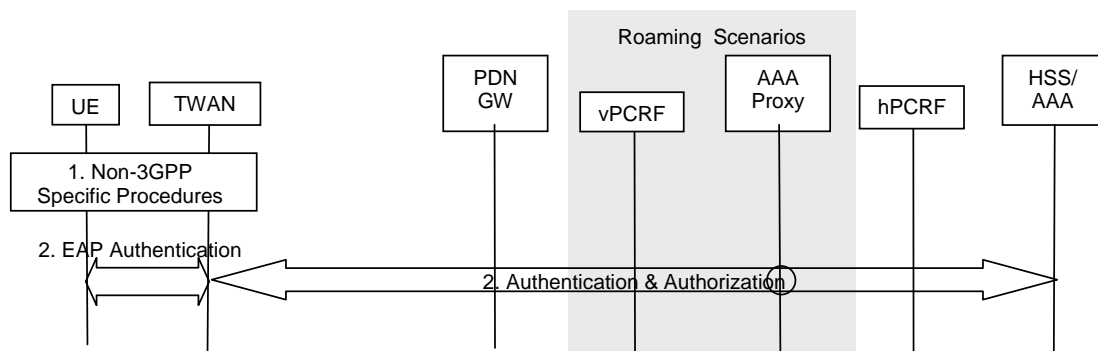 Roaming Scenarios
UE
TWAN
PDN
GW
vPCRF
AAA
Proxy
hPCRF
HSS/
AAA
1. Non-3GPP
Specific Procedures
2. EAP Authentication
2. Authentication & Authorization